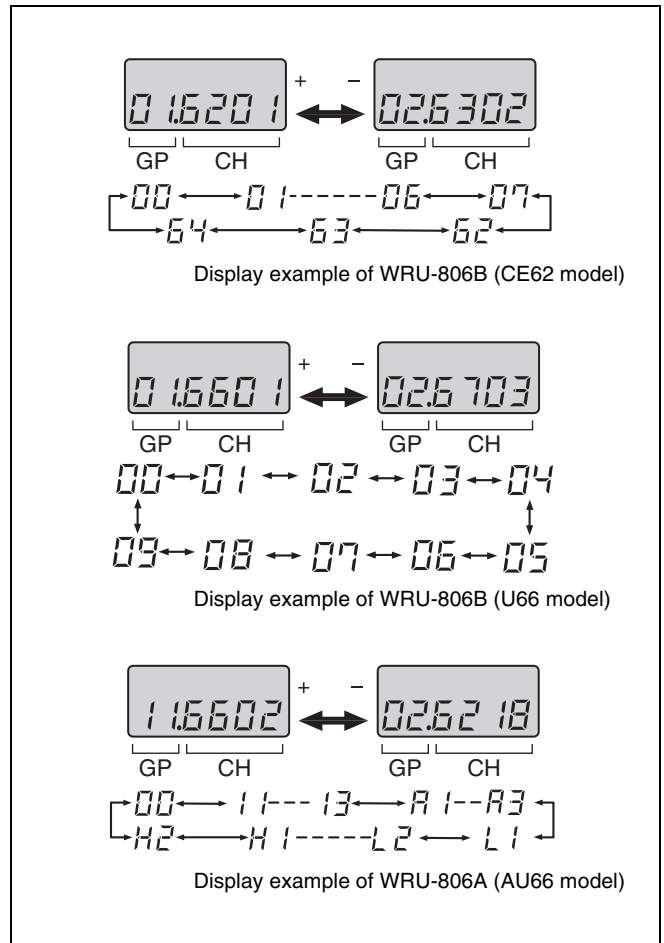 + −
01.6201 02.6302
GP CH GP CH
00 01 06 07
64 63 62
Display example of WRU-806B (CE62 model)
+ −
01.6601 02.6703
GP CH GP CH
00 01 02 03 04
09 08 07 06 05
Display example of WRU-806B (U66 model)
+ −
11.6602 02.6218
GP CH GP CH
00 11 13 A1 A3
H2 H1 L2 L1
Display example of WRU-806A (AU66 model)